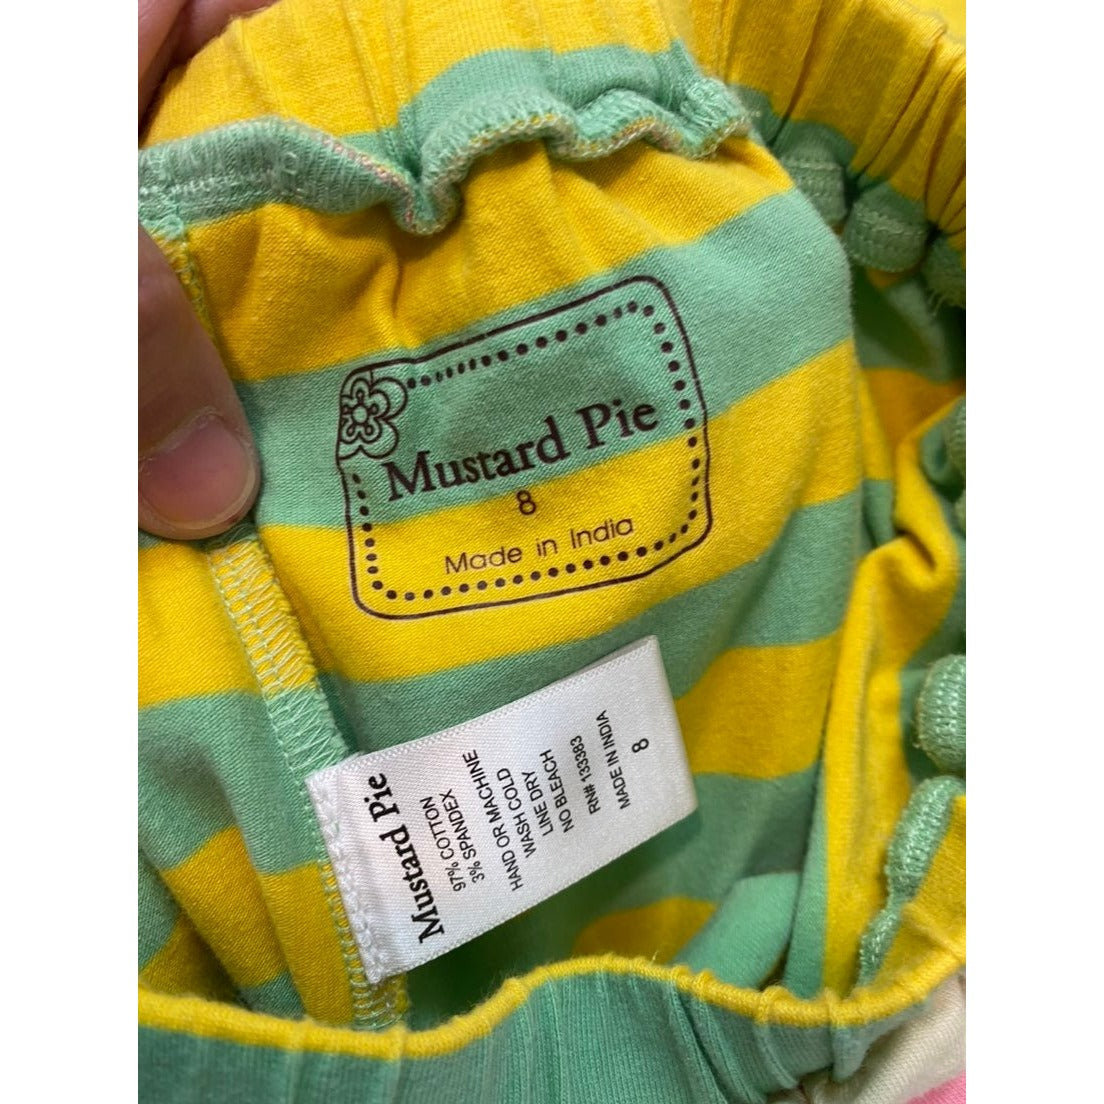 Mustard Pie
8
Made in India
Mustard Pie
97% COTTON
3% SPANDEX
HAND OR MACHINE
WASH COLD
LINE DRY
NO BLEACH
RN# 133383
MADE IN INDIA
8